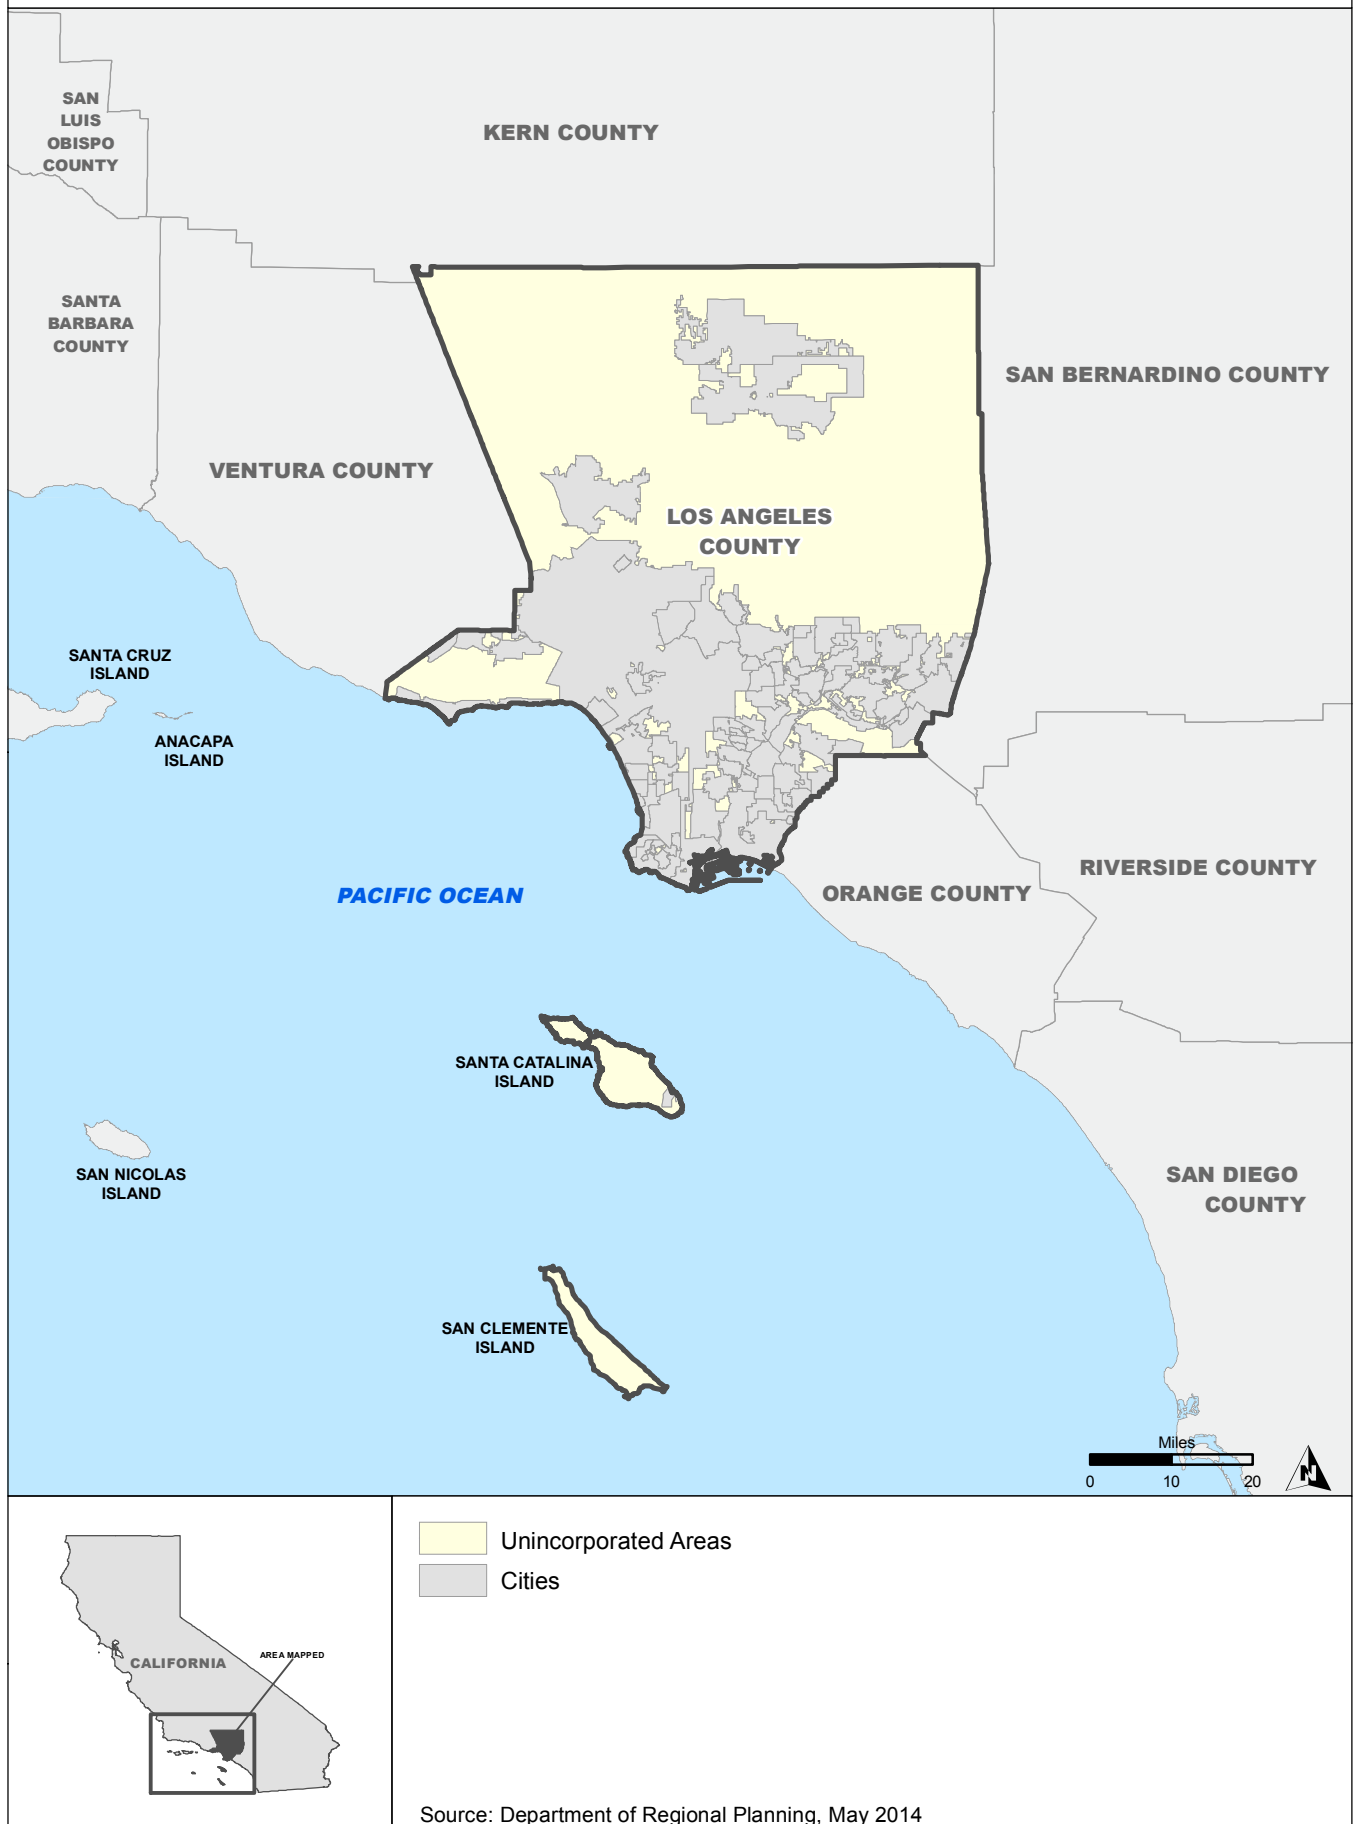 SAN
LUIS
OBISPO
COUNTY
KERN COUNTY
SANTA
BARBARA
COUNTY
SAN BERNARDINO COUNTY
VENTURA COUNTY
LOS ANGELES
COUNTY
SANTA CRUZ
ISLAND
ANACAPA
ISLAND
RIVERSIDE COUNTY
ORANGE COUNTY
PACIFIC OCEAN
SANTA CATALINA
ISLAND
SAN NICOLAS
ISLAND
SAN DIEGO
COUNTY
SAN CLEMENTE
ISLAND
Miles
0 10 20
N
Unincorporated Areas
Cities
CALIFORNIA
AREA MAPPED
Source: Department of Regional Planning, May 2014